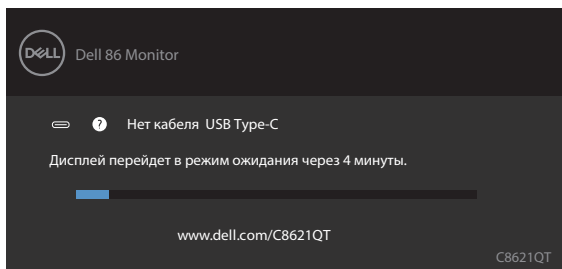 DELL Dell 86 Monitor
? Нет кабеля USB Type-C
Дисплей перейдет в режим ожидания через 4 минуты.
www.dell.com/C8621QT
C8621QT